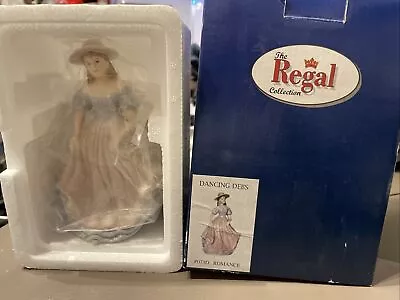 The
Regal
Collection
DANCING DEBS
ROMANCE